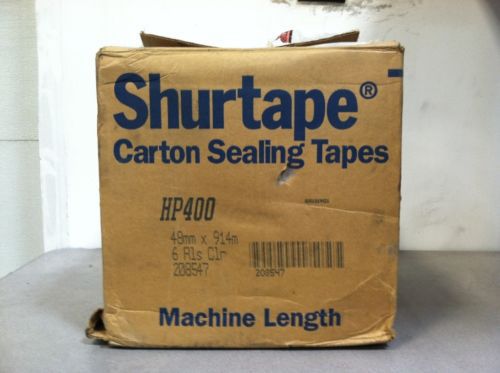 Shurtape®
Carton Sealing Tapes
HP400
48mm x 914m
6 Rls Clr
208547
208547
Machine Length